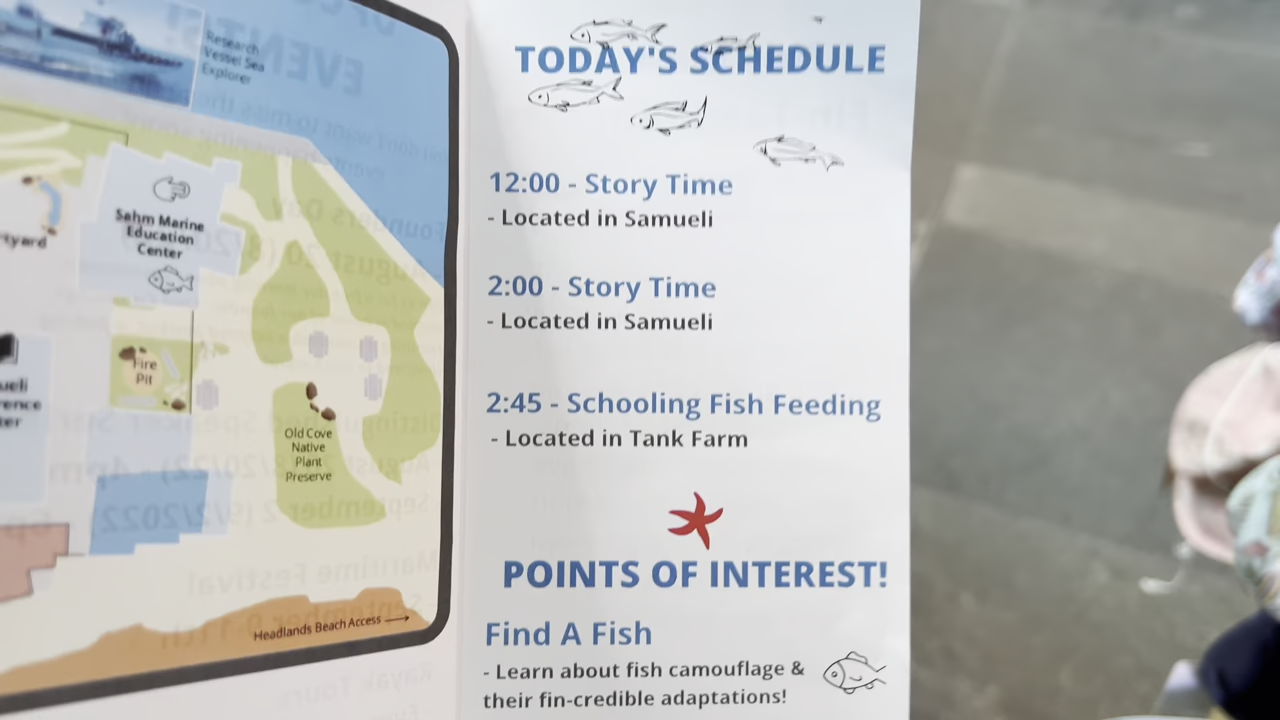 Research
Vessel Sea
Explorer
Sahm Marine
Education
Center
Fire
Pit
Old Cove
Native
Plant
Preserve
Headlands Beach Access
TODAY'S SCHEDULE
12:00 - Story Time
- Located in Samueli
2:00 - Story Time
- Located in Samueli
2:45 - Schooling Fish Feeding
- Located in Tank Farm
POINTS OF INTEREST!
Find A Fish
- Learn about fish camouflage &
their fin-credible adaptations!